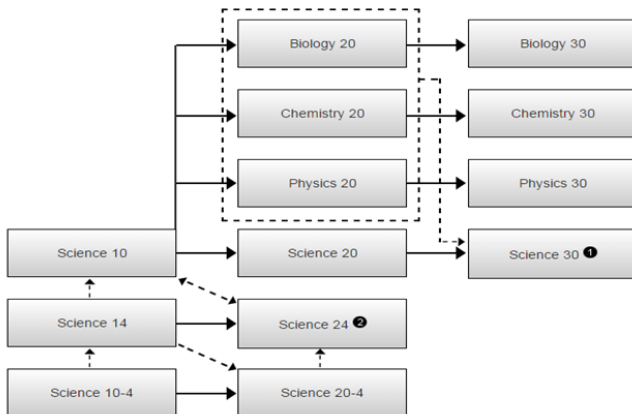 Biology 20
Biology 30
Chemistry 20
Chemistry 30
Physics 20
Physics 30
Science 10
Science 20
Science 30 ❶
Science 14
Science 24 ❷
Science 10-4
Science 20-4